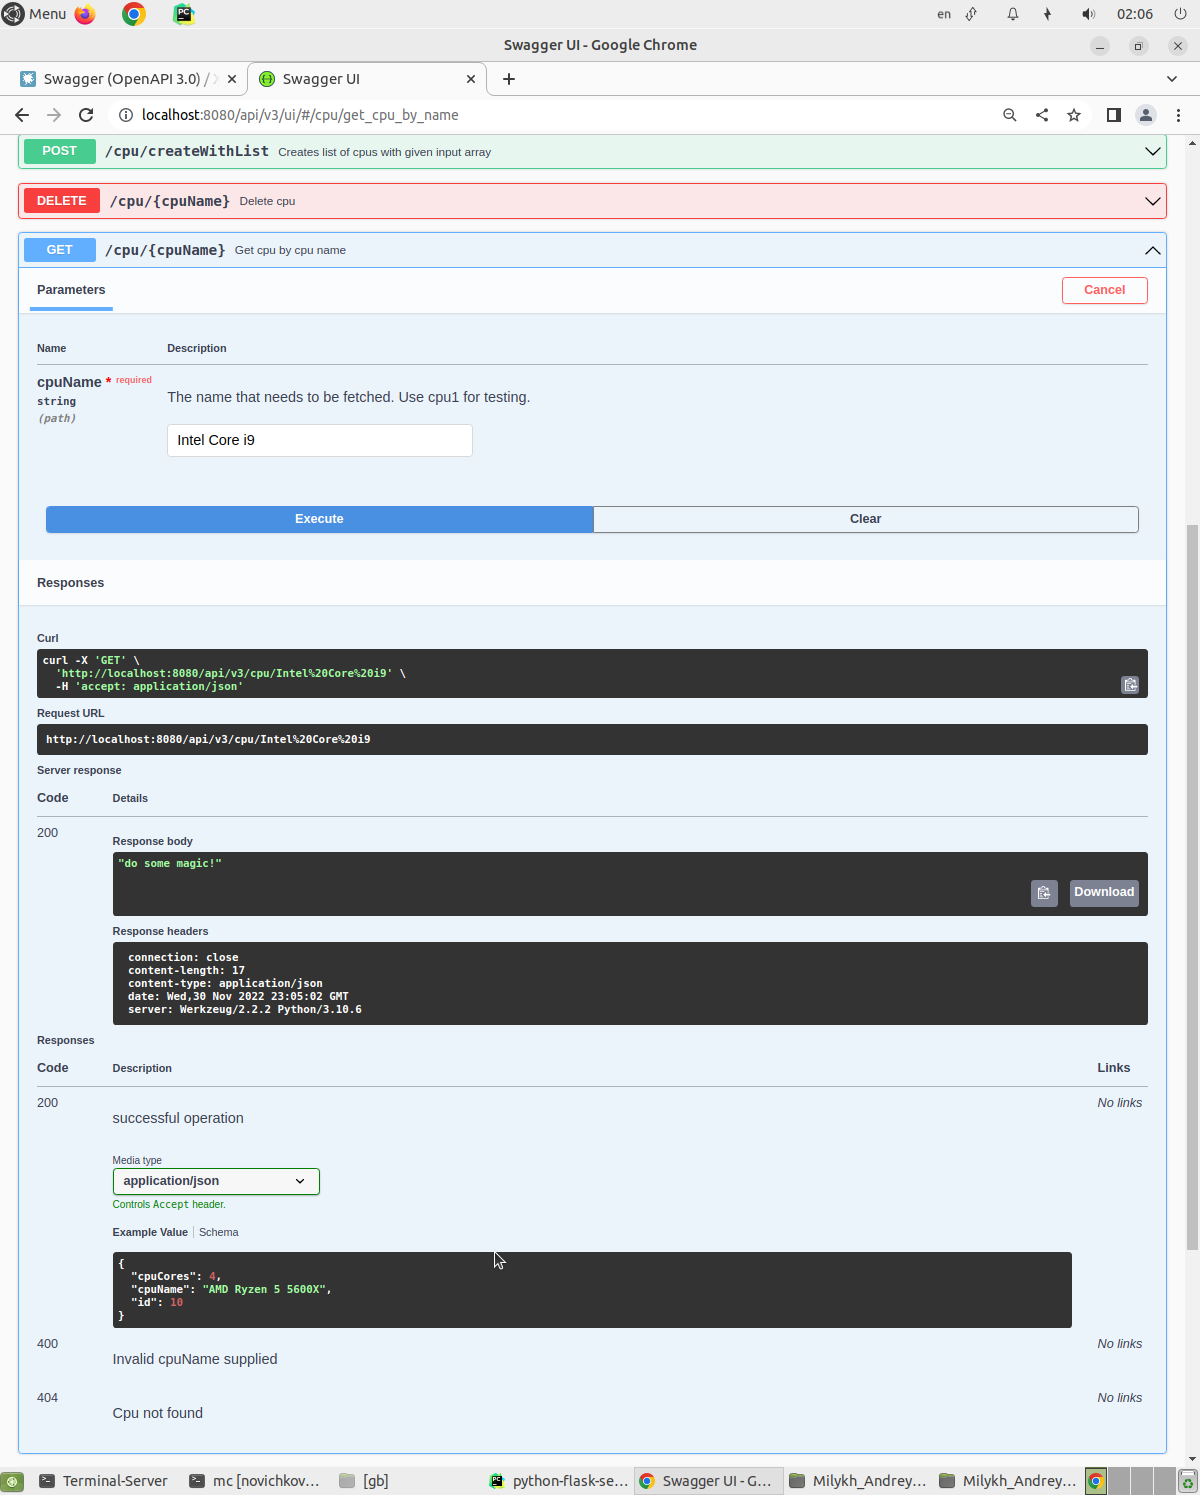 Menu
PC
en
02:06
Swagger UI - Google Chrome
Swagger (OpenAPI 3.0) /
Swagger UI
localhost:8080/api/v3/ui/#/cpu/get_cpu_by_name
POST /cpu/createWithList Creates list of cpus with given input array
DELETE /cpu/{cpuName} Delete cpu
GET /cpu/{cpuName} Get cpu by cpu name
Parameters
Cancel
Name Description
cpuName * required
string
(path)
The name that needs to be fetched. Use cpu1 for testing.
Intel Core i9
Execute Clear
Responses
Curl
curl -X 'GET' \
'http://localhost:8080/api/v3/cpu/Intel%20Core%20i9' \
-H 'accept: application/json'
Request URL
http://localhost:8080/api/v3/cpu/Intel%20Core%20i9
Server response
Code Details
200
Response body
"do some magic!"
Download
Response headers
connection: close
content-length: 17
content-type: application/json
date: Wed,30 Nov 2022 23:05:02 GMT
server: Werkzeug/2.2.2 Python/3.10.6
Responses
Code Description Links
200 No links
successful operation
Media type
application/json
Controls Accept header.
Example Value Schema
{
"cpuCores": 4,
"cpuName": "AMD Ryzen 5 5600X",
"id": 10
}
400 No links
Invalid cpuName supplied
404 No links
Cpu not found
Terminal-Server mc [novichkov... [gb] python-flask-se... Swagger UI - G... Milykh_Andrey... Milykh_Andrey...